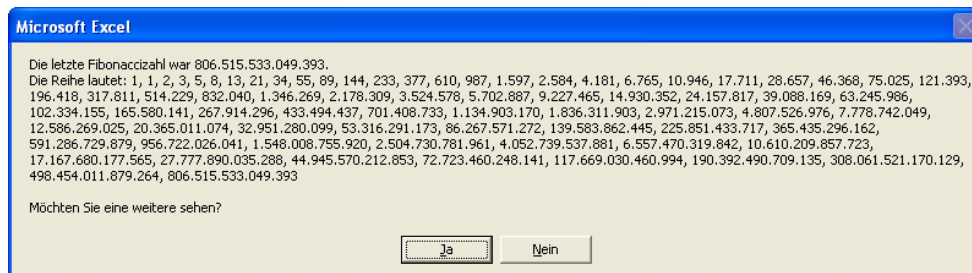 Microsoft Excel
Die letzte Fibonaccizahl war 806.515.533.049.393.
Die Reihe lautet: 1, 1, 2, 3, 5, 8, 13, 21, 34, 55, 89, 144, 233, 377, 610, 987, 1.597, 2.584, 4.181, 6.765, 10.946, 17.711, 28.657, 46.368, 75.025, 121.393,
196.418, 317.811, 514.229, 832.040, 1.346.269, 2.178.309, 3.524.578, 5.702.887, 9.227.465, 14.930.352, 24.157.817, 39.088.169, 63.245.986,
102.334.155, 165.580.141, 267.914.296, 433.494.437, 701.408.733, 1.134.903.170, 1.836.311.903, 2.971.215.073, 4.807.526.976, 7.778.742.049,
12.586.269.025, 20.365.011.074, 32.951.280.099, 53.316.291.173, 86.267.571.272, 139.583.862.445, 225.851.433.717, 365.435.296.162,
591.286.729.879, 956.722.026.041, 1.548.008.755.920, 2.504.730.781.961, 4.052.739.537.881, 6.557.470.319.842, 10.610.209.857.723,
17.167.680.177.565, 27.777.890.035.288, 44.945.570.212.853, 72.723.460.248.141, 117.669.030.460.994, 190.392.490.709.135, 308.061.521.170.129,
498.454.011.879.264, 806.515.533.049.393
Möchten Sie eine weitere sehen?
Ja
Nein